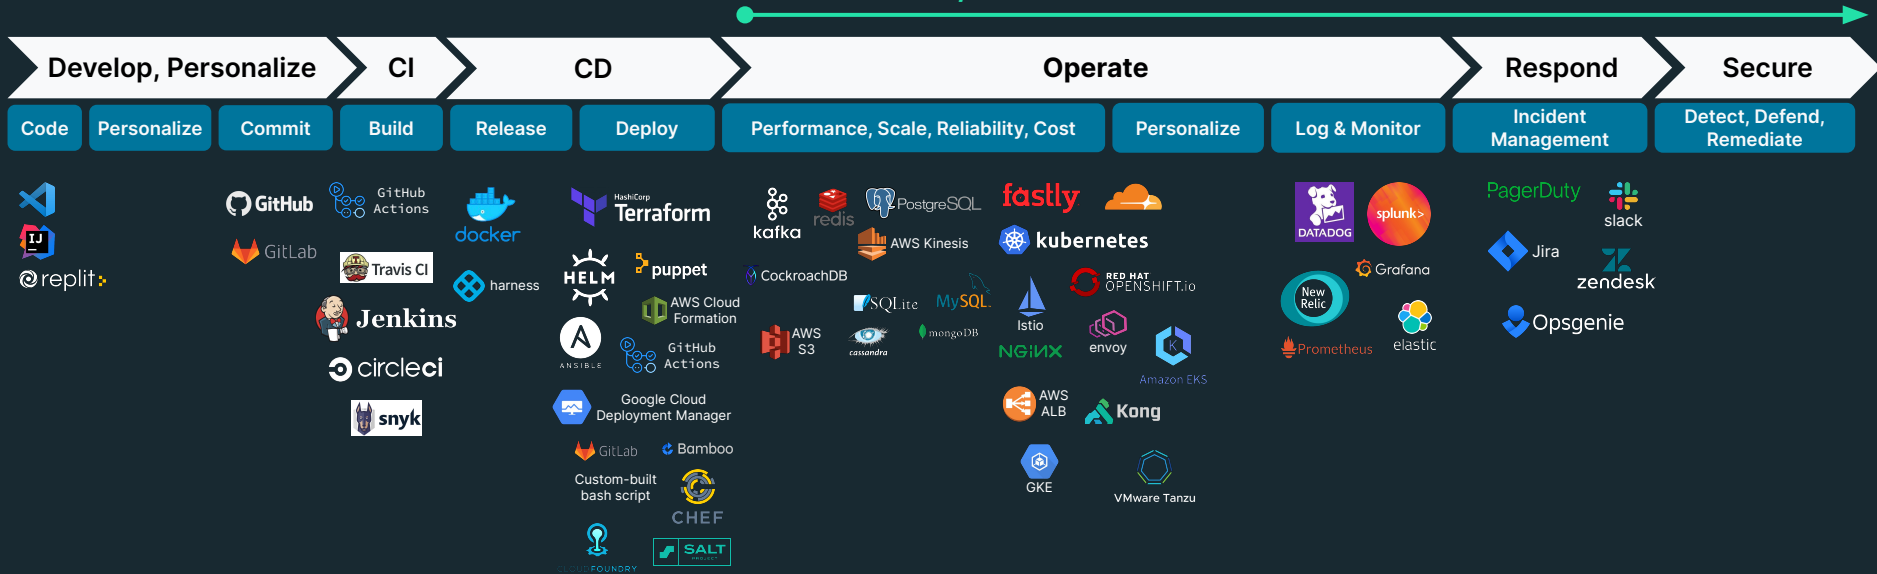 Develop, Personalize
CI
CD
Operate
Respond
Secure
Code
Personalize
Commit
Build
Release
Deploy
Performance, Scale, Reliability, Cost
Personalize
Log & Monitor
Incident
Management
Detect, Defend,
Remediate
IJ
replit:
GitHub
GitLab
GitHub
Actions
Travis CI
Jenkins
circleci
snyk
docker
harness
HashiCorp
Terraform
HELM
puppet
AWS Cloud
Formation
ANSIBLE
GitHub
Actions
Google Cloud
Deployment Manager
GitLab
Bamboo
Custom-built
bash script
CHEF
CLOUDFOUNDRY
SALT
PROJECT
kafka
redis
PostgreSQL
AWS Kinesis
CockroachDB
SQLite
MySQL
AWS
S3
cassandra
mongoDB
fastly
kubernetes
Istio
RED HAT
OPENSHIFT.io
NGINX
envoy
K
Amazon EKS
AWS
ALB
Kong
GKE
VMware Tanzu
DATADOG
splunk>
New
Relic
Grafana
Prometheus
elastic
PagerDuty
slack
Jira
zendesk
Opsgenie